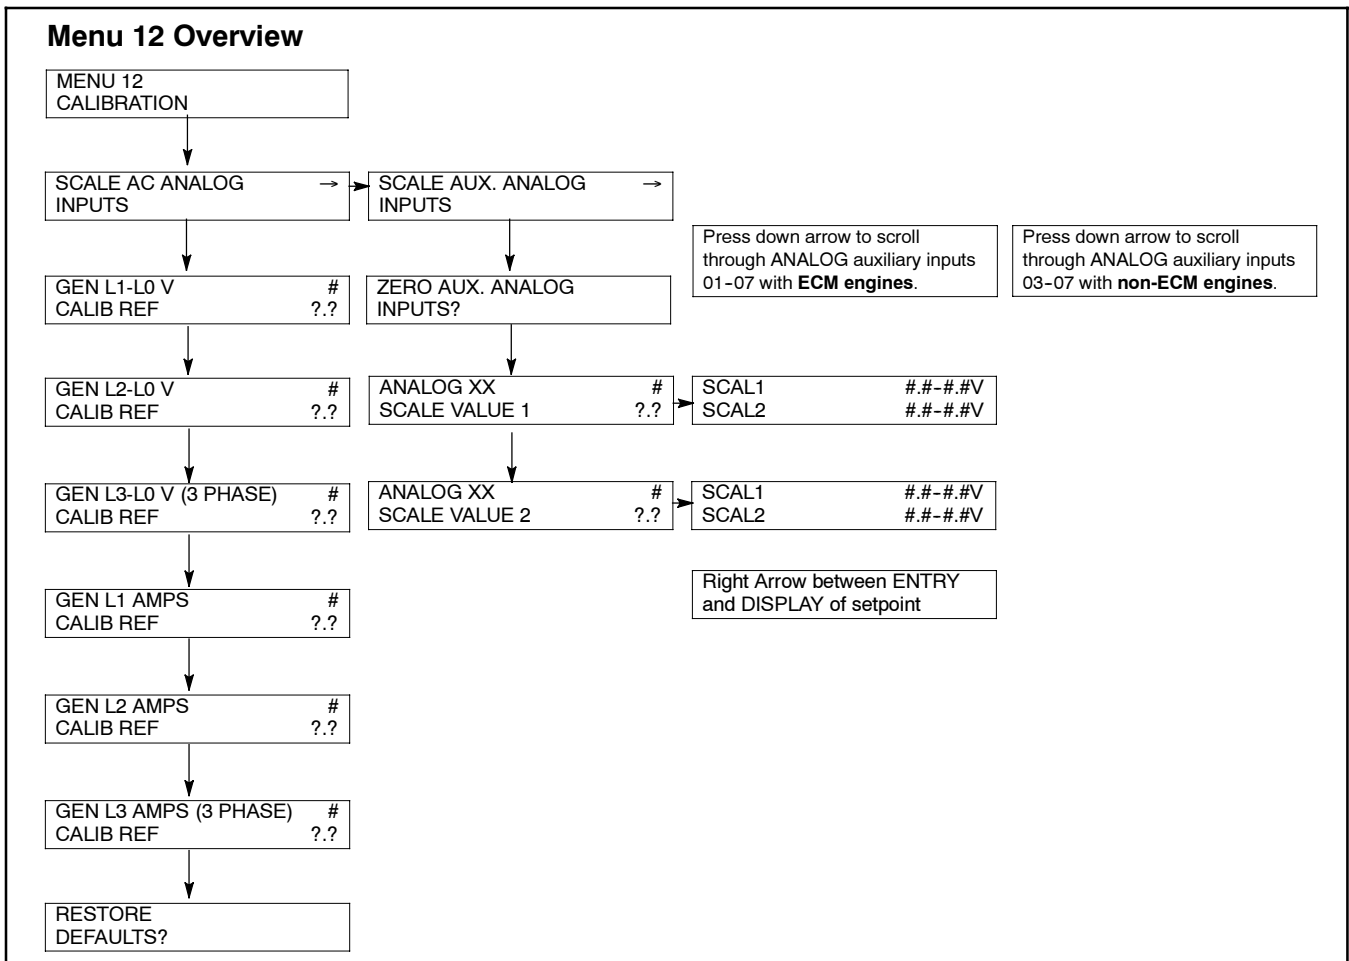 Menu 12 Overview
MENU 12
CALIBRATION
SCALE AC ANALOG →
INPUTS
SCALE AUX. ANALOG →
INPUTS
Press down arrow to scroll
through ANALOG auxiliary inputs
01-07 with ECM engines.
Press down arrow to scroll
through ANALOG auxiliary inputs
03-07 with non-ECM engines.
GEN L1-L0 V #
CALIB REF ?.?
ZERO AUX. ANALOG
INPUTS?
GEN L2-L0 V #
CALIB REF ?.?
ANALOG XX #
SCALE VALUE 1 ?.?
SCAL1 #.#-#.#V
SCAL2 #.#-#.#V
GEN L3-L0 V (3 PHASE) #
CALIB REF ?.?
ANALOG XX #
SCALE VALUE 2 ?.?
SCAL1 #.#-#.#V
SCAL2 #.#-#.#V
Right Arrow between ENTRY
and DISPLAY of setpoint
GEN L1 AMPS #
CALIB REF ?.?
GEN L2 AMPS #
CALIB REF ?.?
GEN L3 AMPS (3 PHASE) #
CALIB REF ?.?
RESTORE
DEFAULTS?